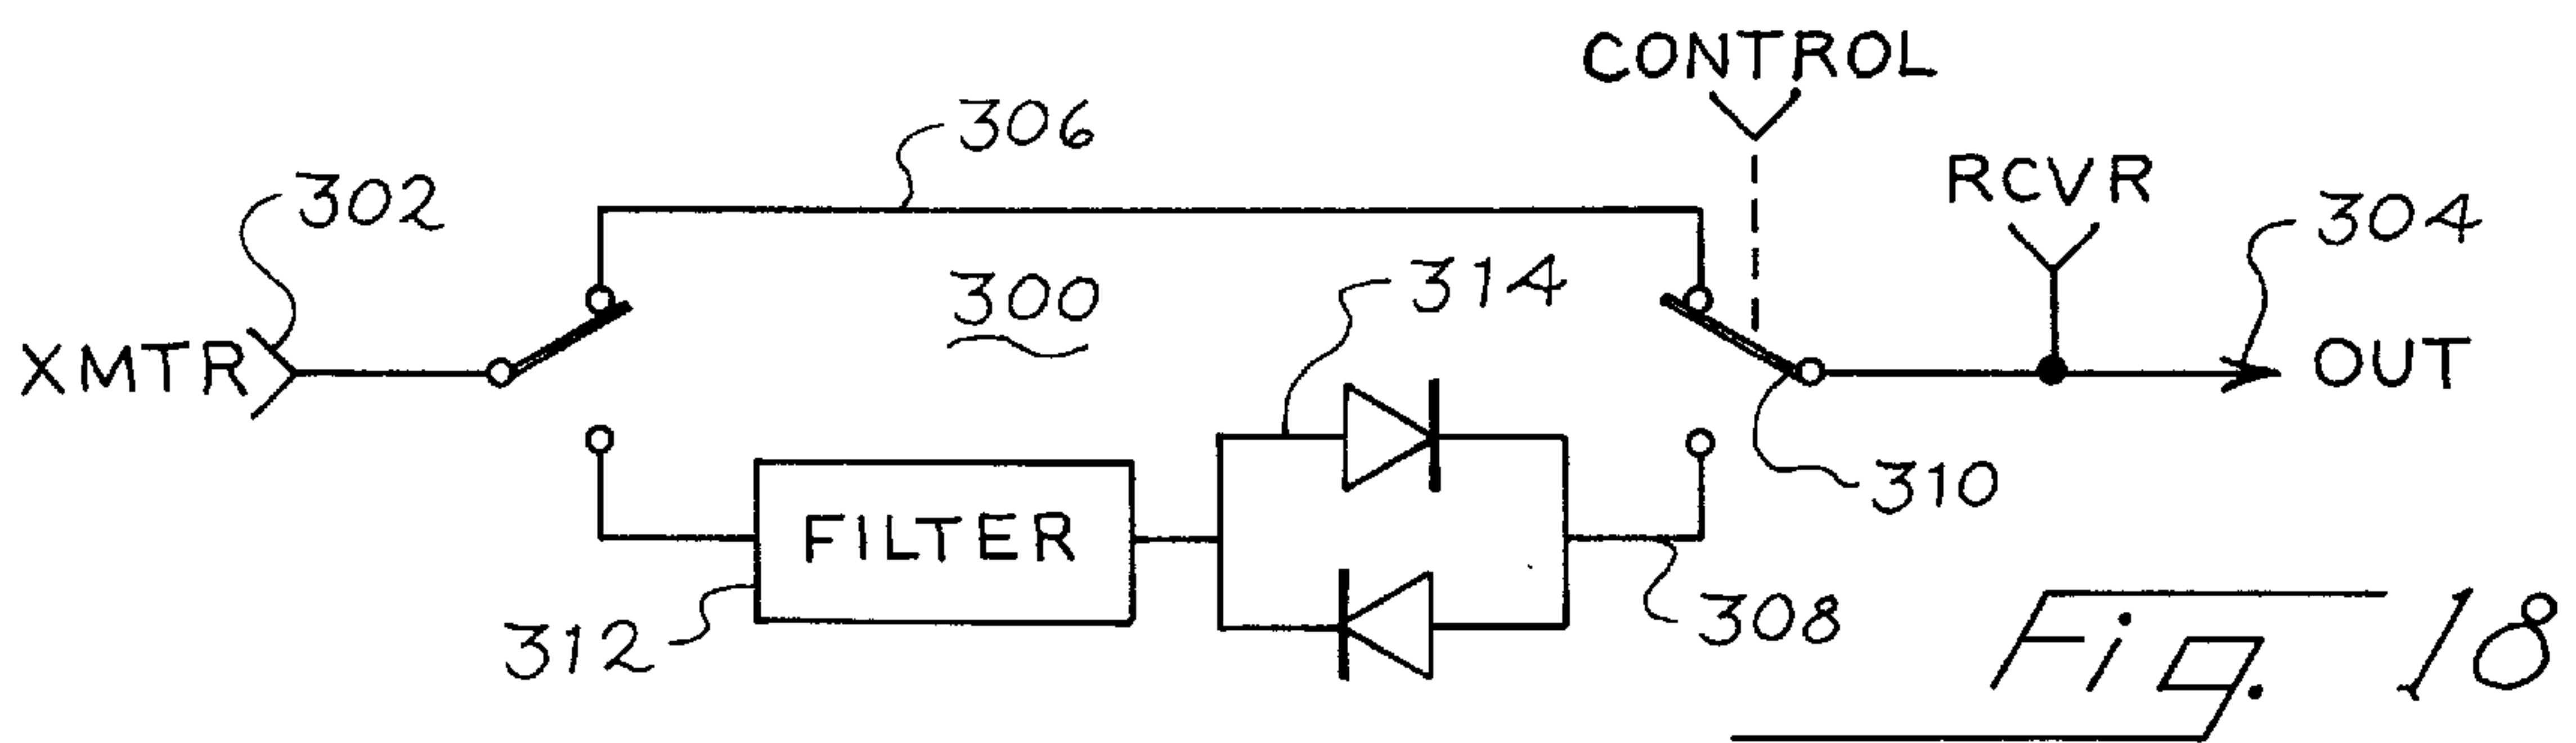 CONTROL
306
RCVR
302
304
300
314
XMTR
OUT
310
FILTER
312
308
Fig. 18